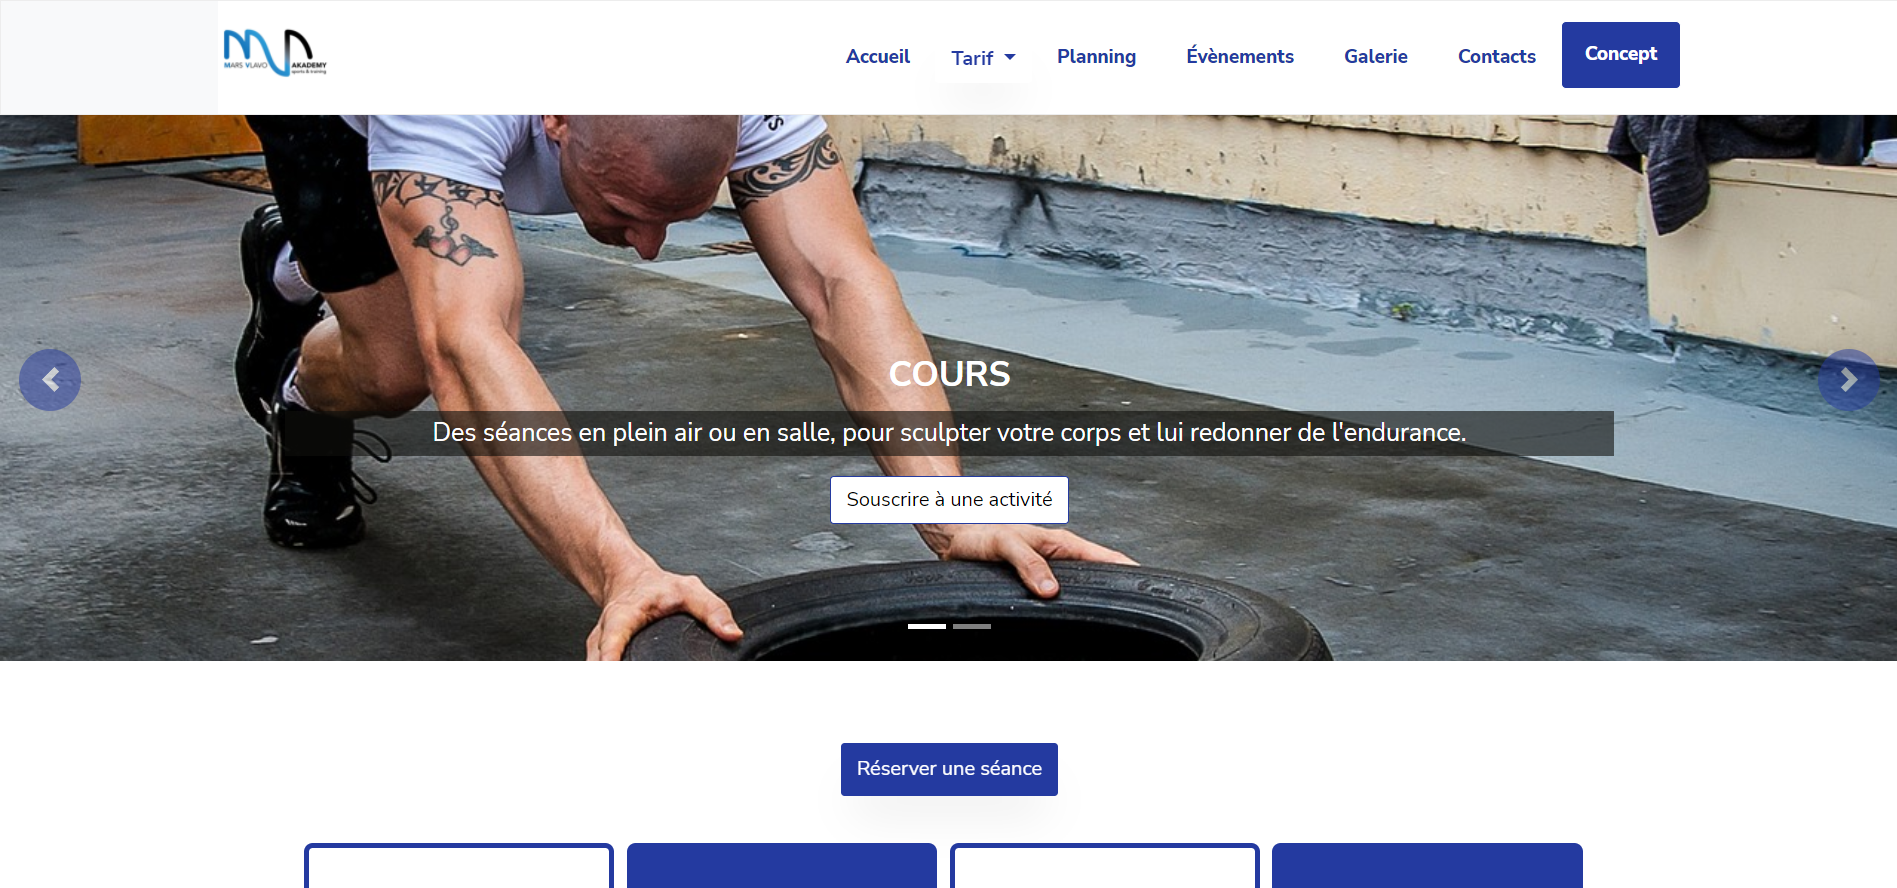 MARS VLAVO AKADEMY
sports & training
Accueil
Tarif
Planning
Évènements
Galerie
Contacts
Concept
COURS
Des séances en plein air ou en salle, pour sculpter votre corps et lui redonner de l'endurance.
Souscrire à une activité
Réserver une séance